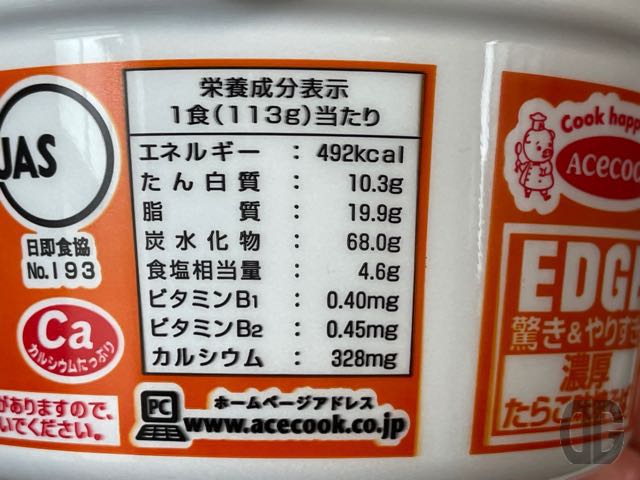 JAS
日即食協
No.193
Ca
カルシウムたっぷり
がありますので、
いでください。
栄養成分表示
1食(113g)当たり
エネルギー : 492kcal
たん白質 : 10.3g
脂質 : 19.9g
炭水化物 : 68.0g
食塩相当量 : 4.6g
ビタミンB1 : 0.40mg
ビタミンB2 : 0.45mg
カルシウム : 328mg
PC
ホームページアドレス
www.acecook.co.jp
Cook happ
Acecook
EDGE
驚き&やりす
濃厚
たらこ